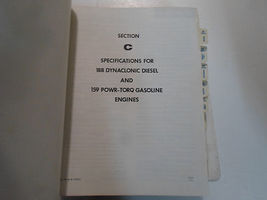 SECTION
C
SPECIFICATIONS FOR
188 DYNACLONIC DIESEL
AND
159 POWR-TORQ GASOLINE
ENGINES